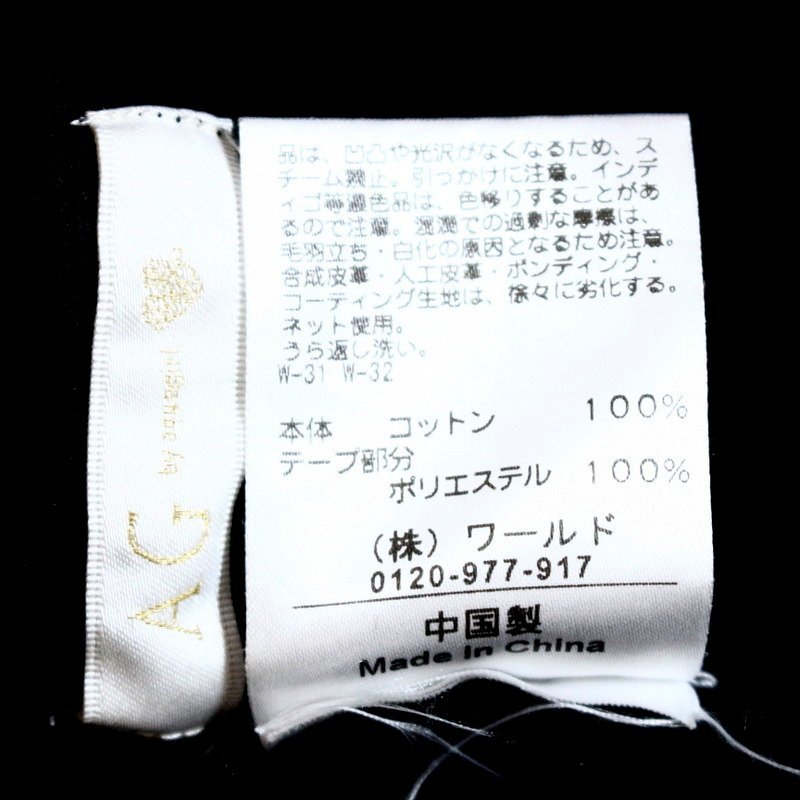 AG
by aquagirl
品は、凹凸や光沢がなくなるため、ス
チーム禁止。引っかけに注意。インデ
ィゴ等濃色品は、色移りすることがあ
るので注意。湿潤での過剰な摩擦は、
毛羽立ち・白化の原因となるため注意。
合成皮革・人工皮革・ボンディング・
コーティング生地は、徐々に劣化する。
ネット使用。
うら返し洗い。
W-31 W-32
本体 コットン 100%
テープ部分
ポリエステル 100%
(株) ワールド
0120-977-917
中国製
Made in China